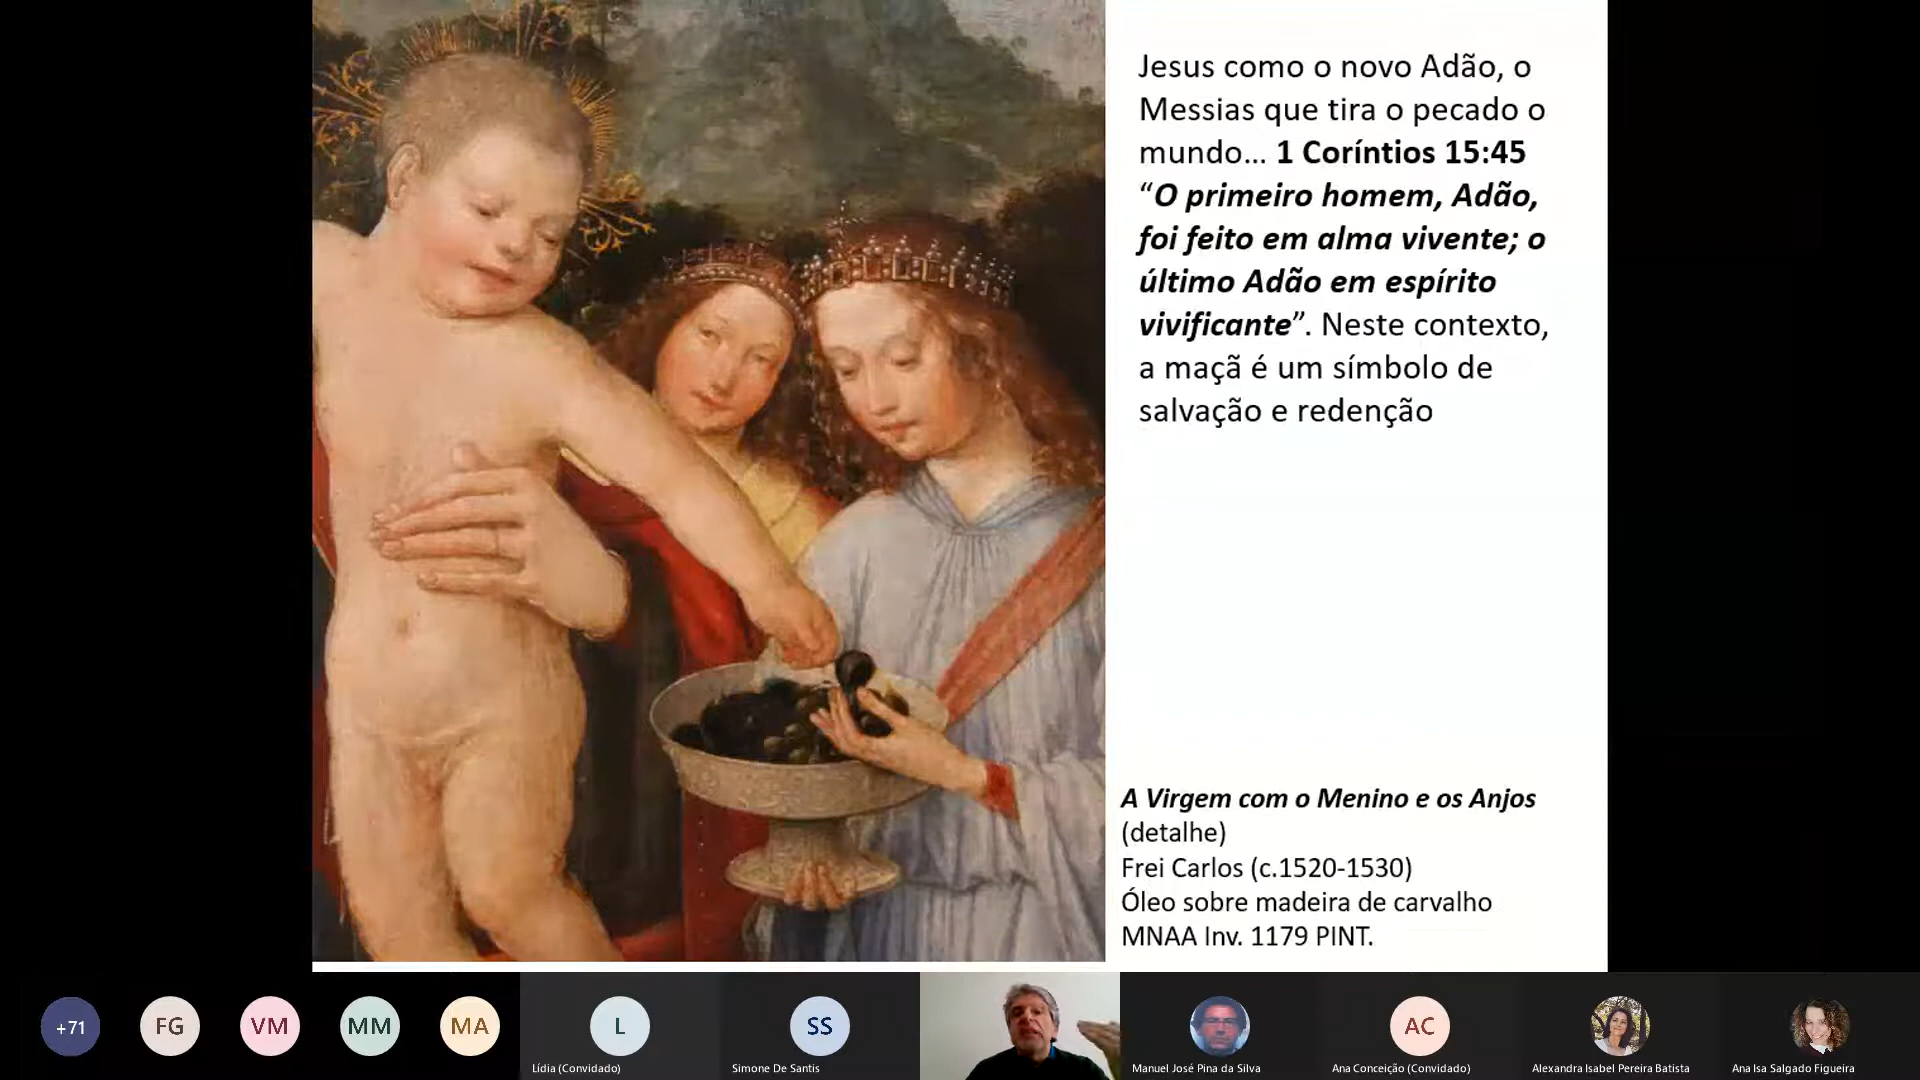 Jesus como o novo Adão, o
Messias que tira o pecado o
mundo... 1 Coríntios 15:45
“O primeiro homem, Adão,
foi feito em alma vivente; o
último Adão em espírito
vivificante”. Neste contexto,
a maçã é um símbolo de
salvação e redenção
A Virgem com o Menino e os Anjos
(detalhe)
Frei Carlos (c.1520-1530)
Óleo sobre madeira de carvalho
MNAA Inv. 1179 PINT.
+71
FG
VM
MM
MA
L
SS
AC
Lídia (Convidado)
Simone De Santis
Manuel José Pina da Silva
Ana Conceição (Convidado)
Alexandra Isabel Pereira Batista
Ana Isa Salgado Figueira